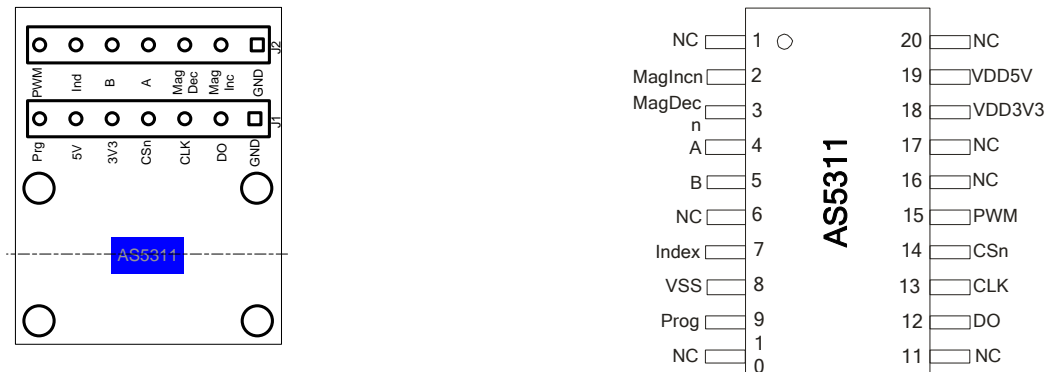 J2
PWM
Ind
B
A
Mag
Dec
Mag
Inc
GND
J1
Prg
5V
3V3
CSn
CLK
DO
GND
AS5311
NC 1 20 NC
MagIncn 2 19 VDD5V
MagDec
n 3 18 VDD3V3
A 4 17 NC
B 5 16 NC
NC 6 15 PWM
Index 7 14 CSn
VSS 8 13 CLK
Prog 9 12 DO
NC 1
0 11 NC
AS5311